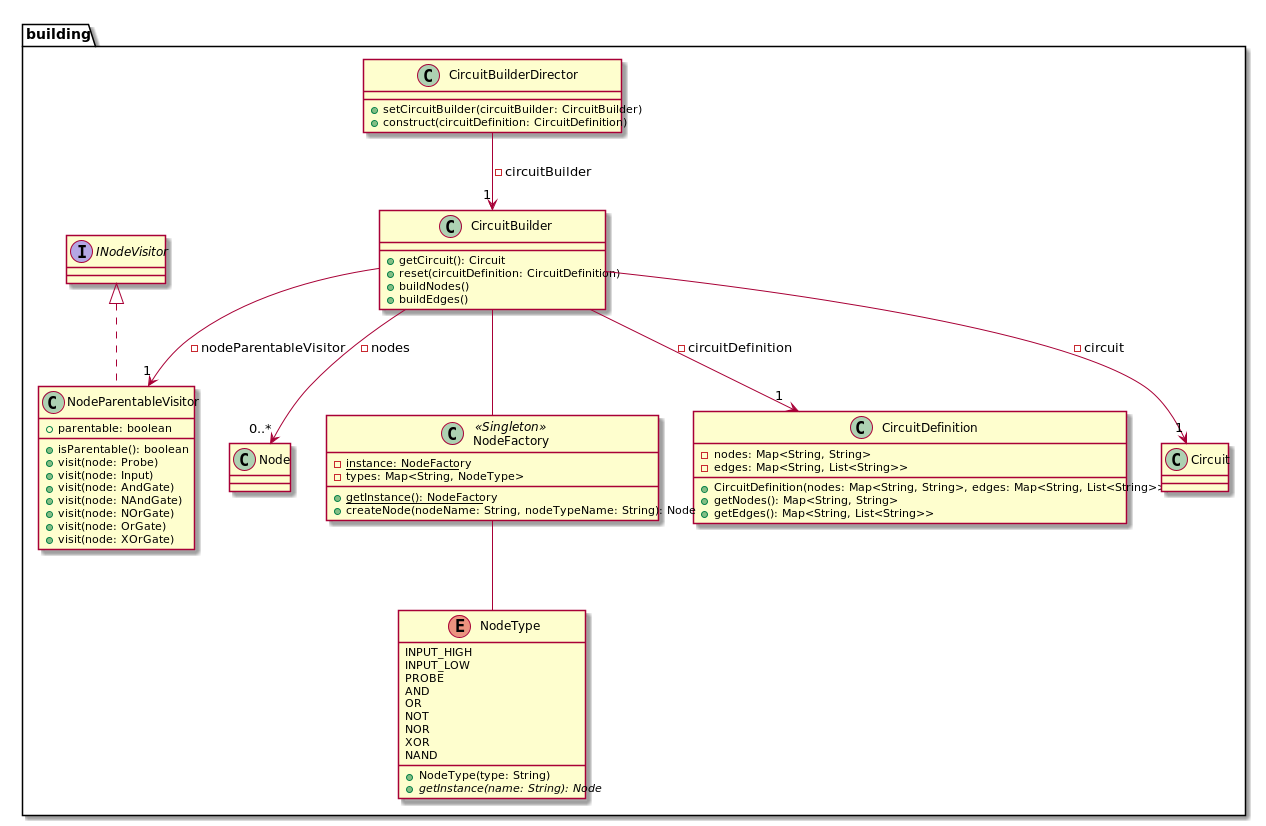 building
C CircuitBuilderDirector
setCircuitBuilder(circuitBuilder: CircuitBuilder)
construct(circuitDefinition: CircuitDefinition)
circuitBuilder
1
C CircuitBuilder
getCircuit(): Circuit
reset(circuitDefinition: CircuitDefinition)
buildNodes()
buildEdges()
I INodeVisitor
nodeParentableVisitor
1
nodes
0..*
circuitDefinition
1
circuit
1
C NodeParentableVisitor
parentable: boolean
isParentable(): boolean
visit(node: Probe)
visit(node: Input)
visit(node: AndGate)
visit(node: NAndGate)
visit(node: NOrGate)
visit(node: OrGate)
visit(node: XOrGate)
C Node
C «Singleton»
NodeFactory
instance: NodeFactory
types: Map<String, NodeType>
getInstance(): NodeFactory
createNode(nodeName: String, nodeTypeName: String): Node
C CircuitDefinition
nodes: Map<String, String>
edges: Map<String, List<String>>
CircuitDefinition(nodes: Map<String, String>, edges: Map<String, List<String>>
getNodes(): Map<String, String>
getEdges(): Map<String, List<String>>
C Circuit
E NodeType
INPUT_HIGH
INPUT_LOW
PROBE
AND
OR
NOT
NOR
XOR
NAND
NodeType(type: String)
getInstance(name: String): Node